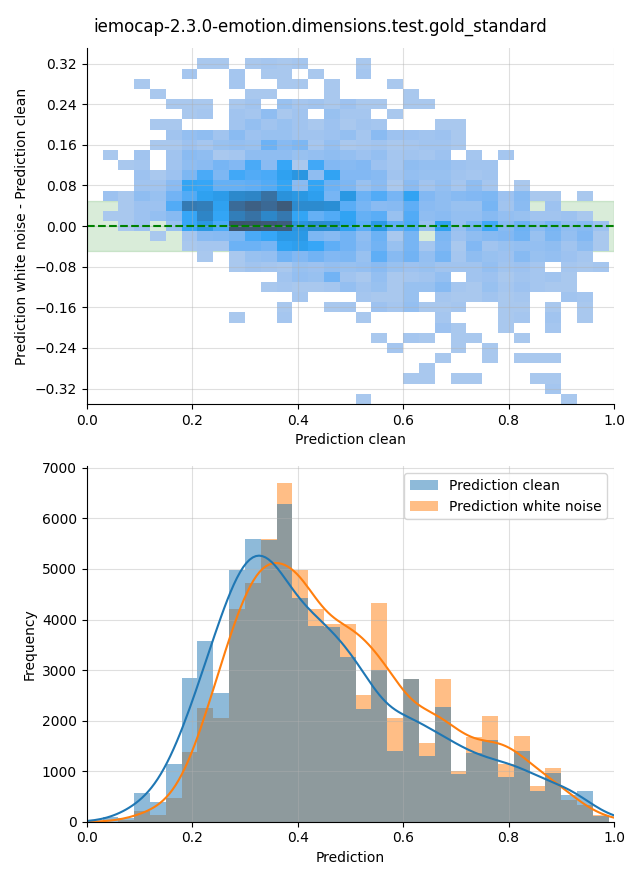 iemocap-2.3.0-emotion.dimensions.test.gold_standard
Prediction white noise - Prediction clean
0.32
0.24
0.16
0.08
0.00
−0.08
−0.16
−0.24
−0.32
0.0 0.2 0.4 0.6 0.8 1.0
Prediction clean
Frequency
7000
6000
5000
4000
3000
2000
1000
0
Prediction clean
Prediction white noise
0.0 0.2 0.4 0.6 0.8 1.0
Prediction